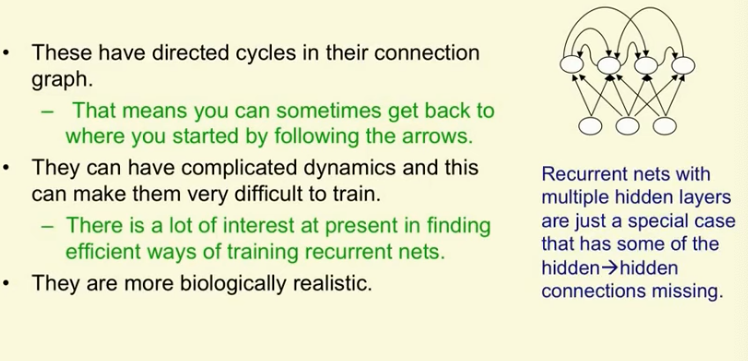 • These have directed cycles in their connection
graph.
– That means you can sometimes get back to
where you started by following the arrows.
• They can have complicated dynamics and this
can make them very difficult to train.
– There is a lot of interest at present in finding
efficient ways of training recurrent nets.
• They are more biologically realistic.
Recurrent nets with
multiple hidden layers
are just a special case
that has some of the
hidden→hidden
connections missing.